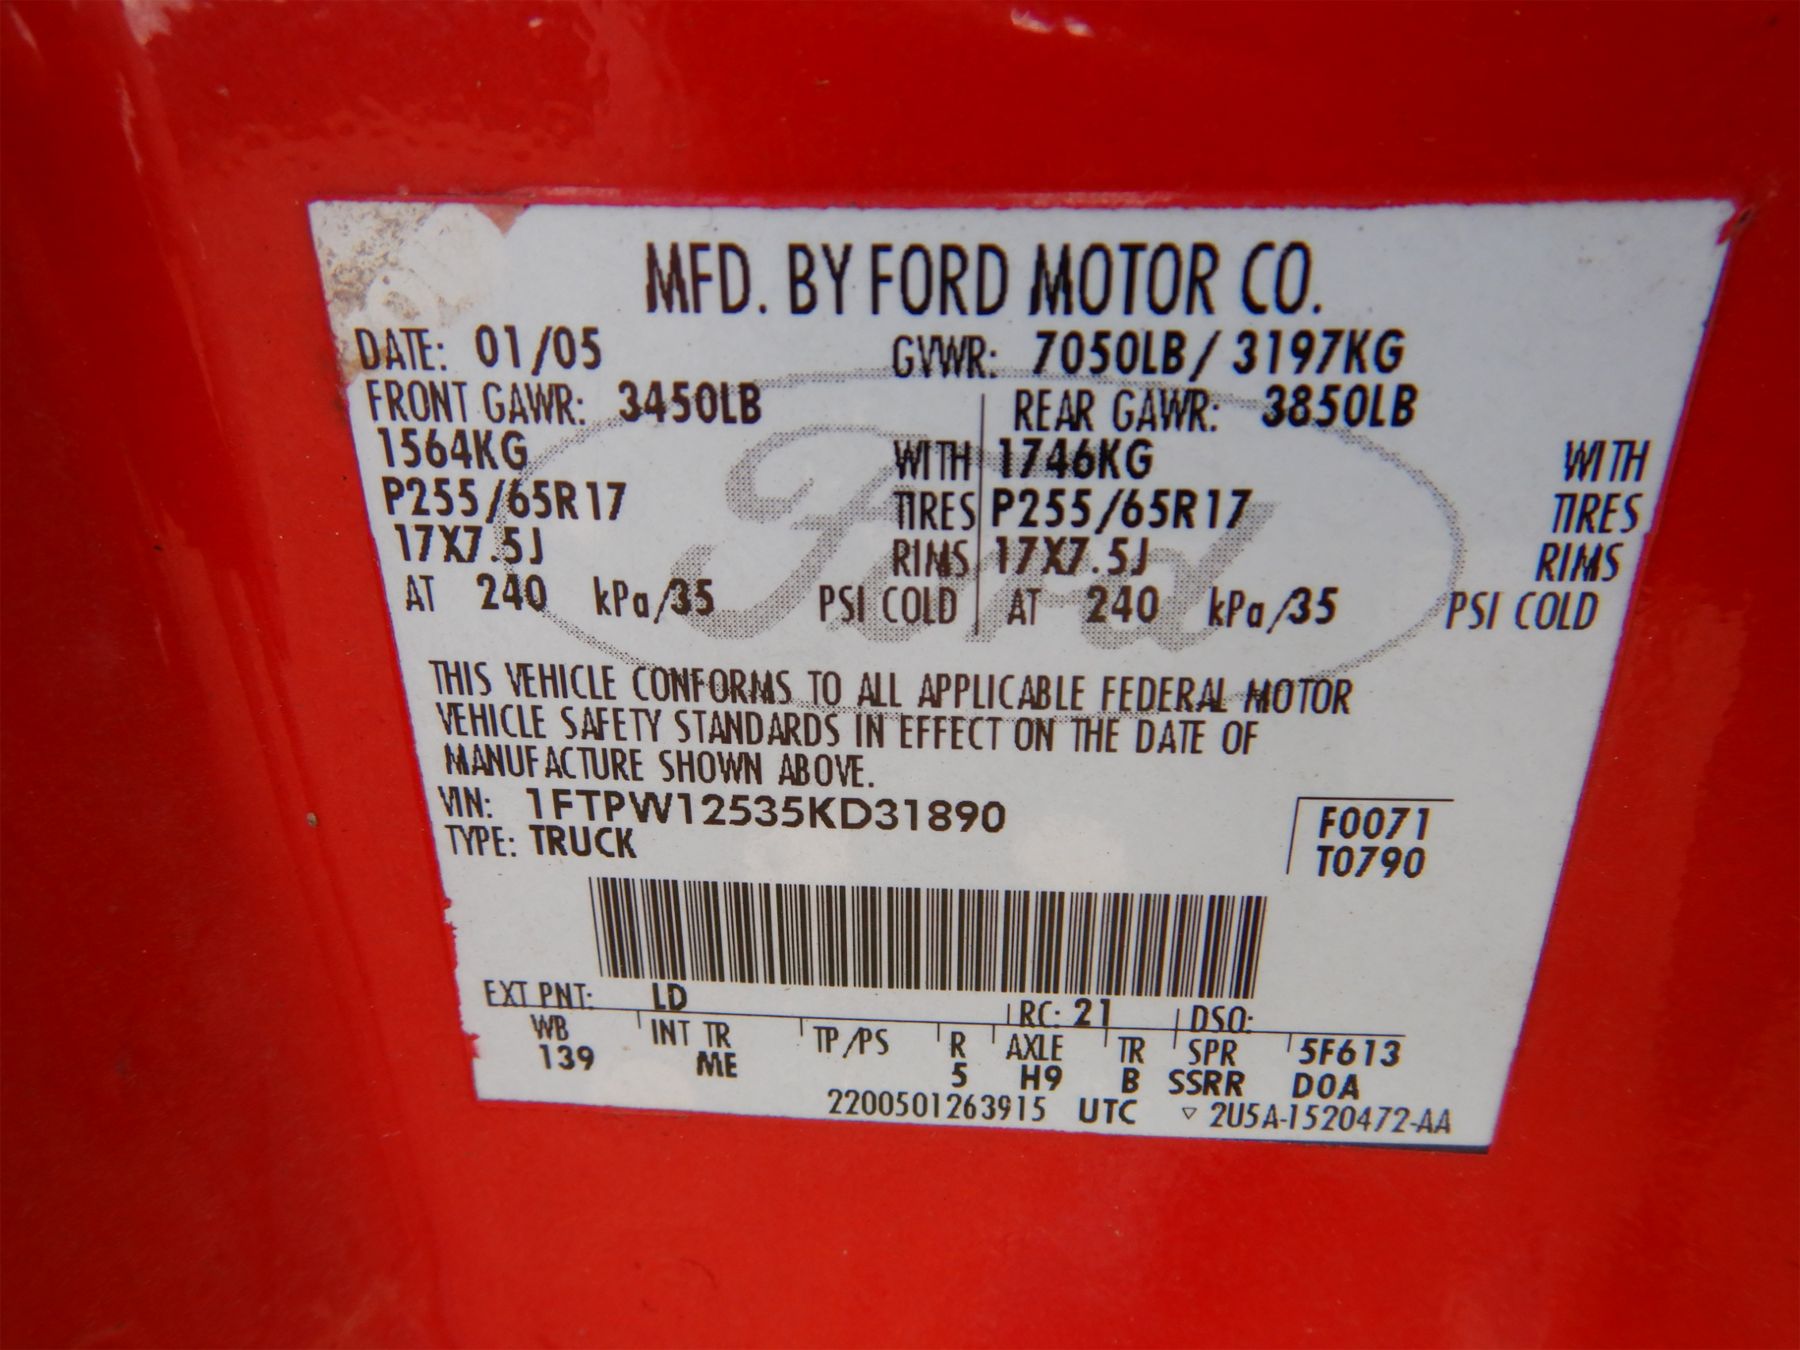 MFD. BY FORD MOTOR CO.
DATE: 01/05 GVWR: 7050LB/ 3197KG
FRONT GAWR: 3450LB REAR GAWR: 3850LB
1564KG WITH 1746KG WITH
P255/65R17 TIRES P255/65R17 TIRES
17X7.5J RIMS 17X7.5J RIMS
AT 240 kPa/35 PSI COLD AT 240 kPa/35 PSI COLD
Ford
THIS VEHICLE CONFORMS TO ALL APPLICABLE FEDERAL MOTOR
VEHICLE SAFETY STANDARDS IN EFFECT ON THE DATE OF
MANUFACTURE SHOWN ABOVE.
VIN: 1FTPW12535KD31890 F0071
TYPE: TRUCK T0790
EXT PNT: LD RC: 21 DSO:
WB INT TR TP/PS R AXLE TR SPR 5F613
139 ME 5 H9 B SSRR DOA
2200501263915 UTC ▽ 2U5A-1520472-AA